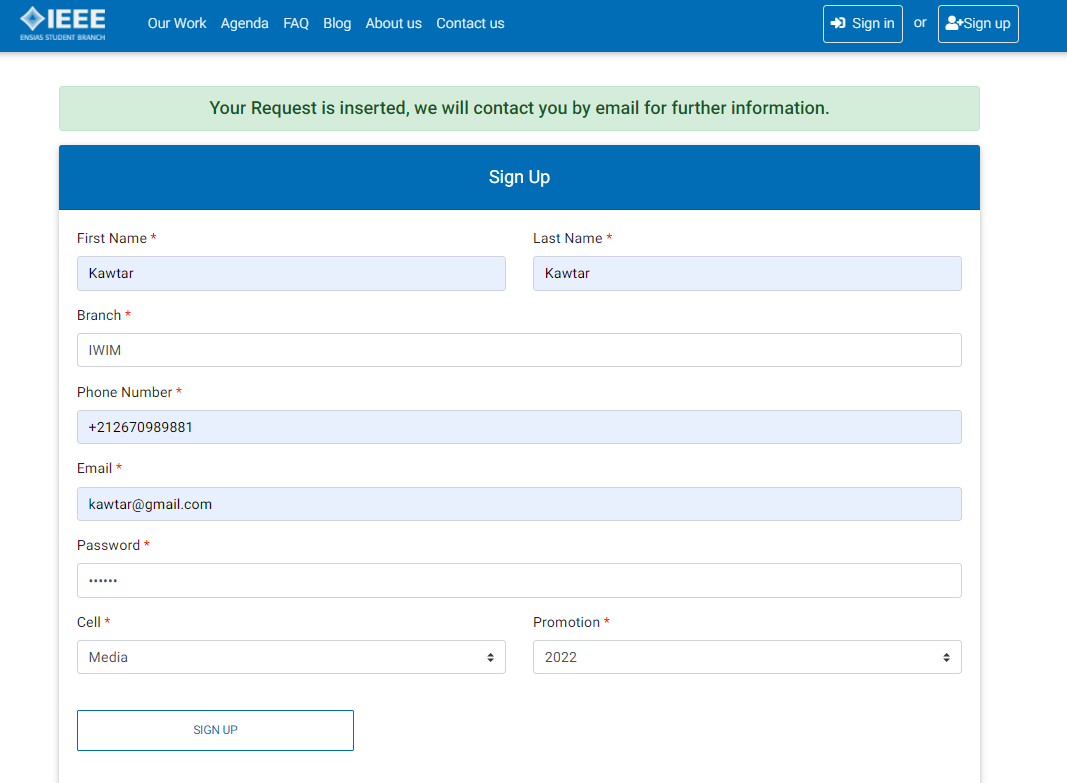 IEEE
ENSIAS STUDENT BRANCH
Our Work Agenda FAQ Blog About us Contact us Sign in or Sign up
Your Request is inserted, we will contact you by email for further information.
Sign Up
First Name * Last Name *
Kawtar Kawtar
Branch *
IWIM
Phone Number *
+212670989881
Email *
kawtar@gmail.com
Password *
••••••
Cell * Promotion *
Media 2022
SIGN UP